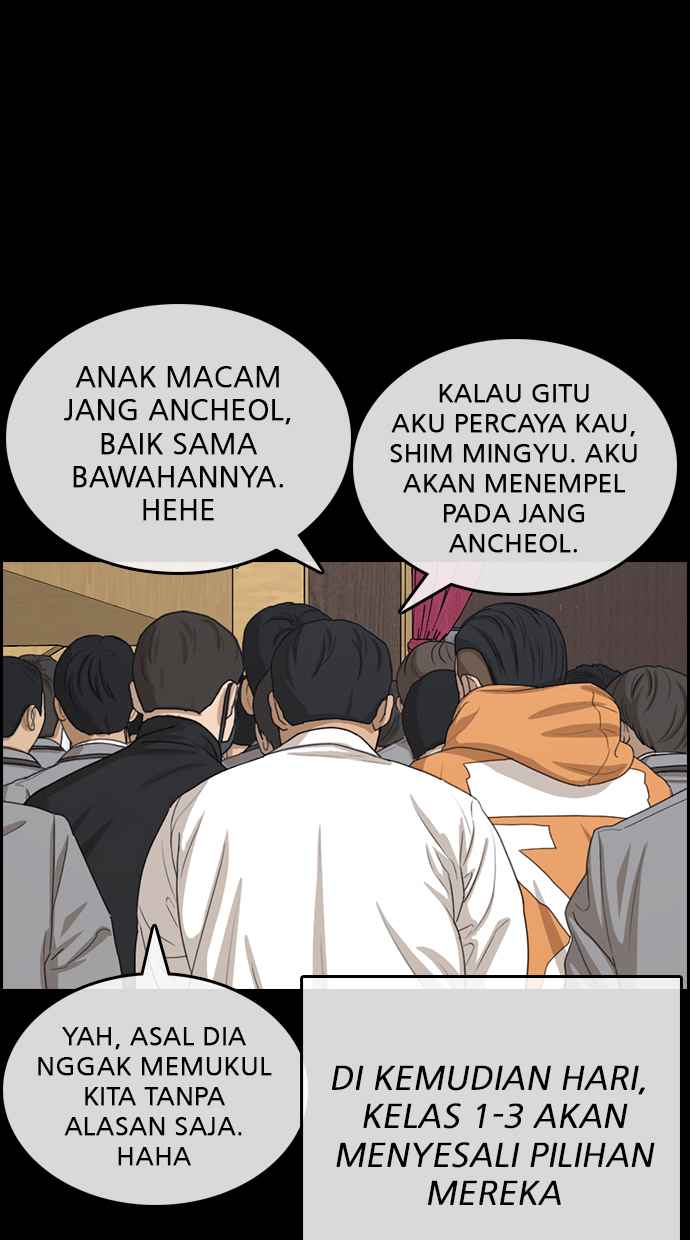 ANAK MACAM
JANG ANCHEOL,
BAIK SAMA
BAWAHANNYA.
HEHE
KALAU GITU
AKU PERCAYA KAU,
SHIM MINGYU. AKU
AKAN MENEMPEL
PADA JANG
ANCHEOL.
YAH, ASAL DIA
NGGAK MEMUKUL
KITA TANPA
ALASAN SAJA.
HAHA
DI KEMUDIAN HARI,
KELAS 1-3 AKAN
MENYESALI PILIHAN
MEREKA